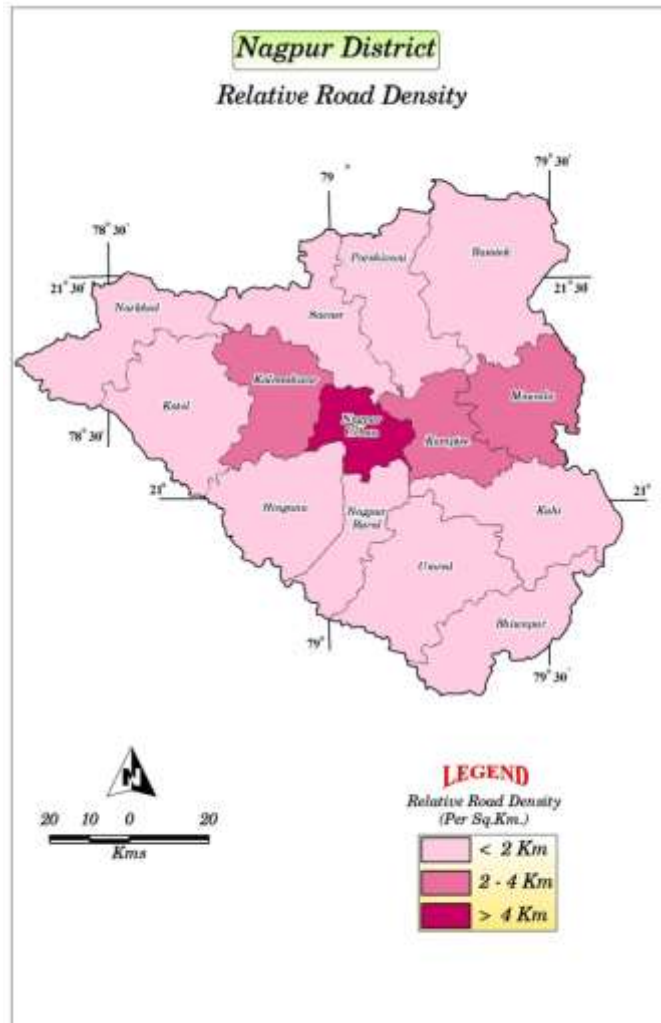 Nagpur District
Relative Road Density
79° 30'
79°
78° 30'
Parshivani
Ramtek
21° 30'
21° 30'
Narkhed
Saoner
Kalmeshwar
Mouda
Katol
Nagpur
Urban
Kamptee
78° 30'
21°
21°
Hingana
Nagpur
Rural
Kuhi
Umred
Bhiwapur
79°
79° 30'
N
LEGEND
20 10 0 20
Kms
Relative Road Density
(Per Sq.Km.)
< 2 Km
2 - 4 Km
> 4 Km